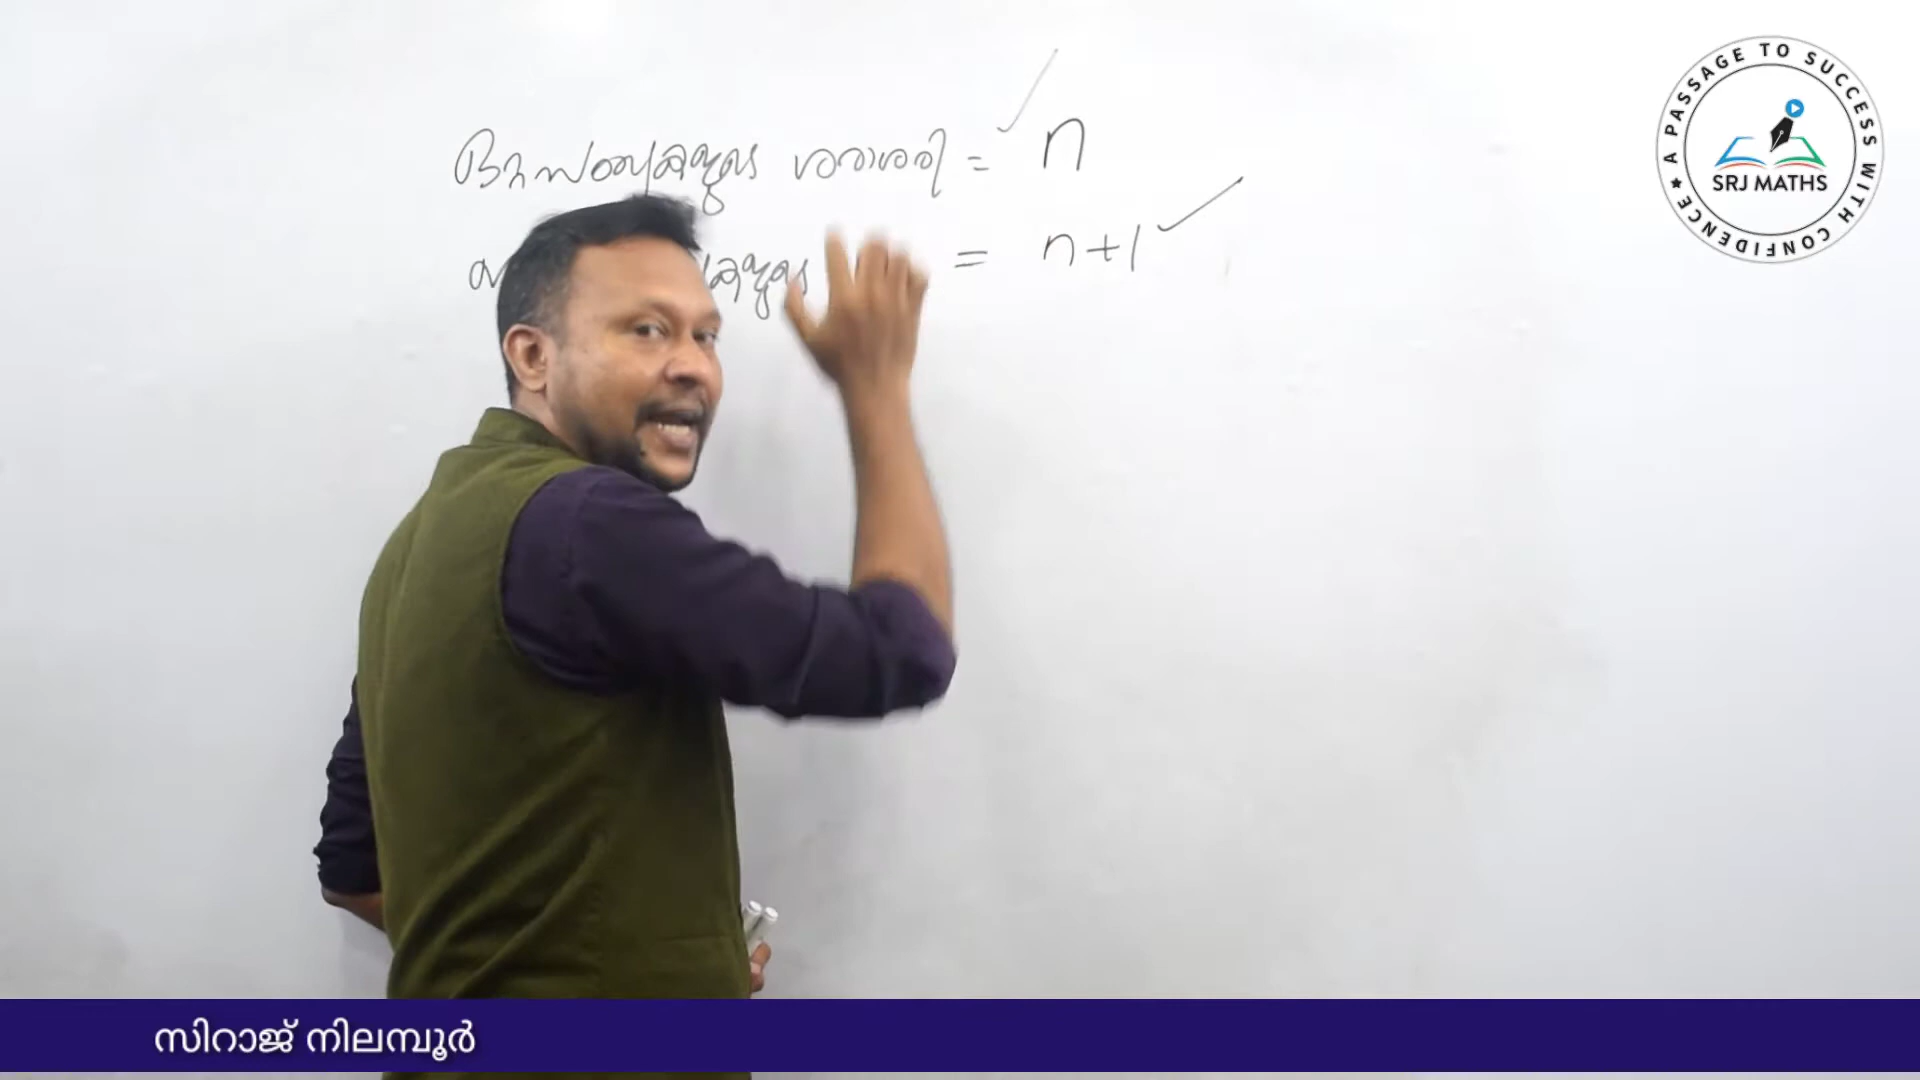 ഒറ്റസംഖ്യകളുടെ ശരാശരി = n
= n+1
A PASSAGE TO SUCCESS WITH CONFIDENCE
SRJ MATHS
സിറാജ് നിലമ്പൂർ